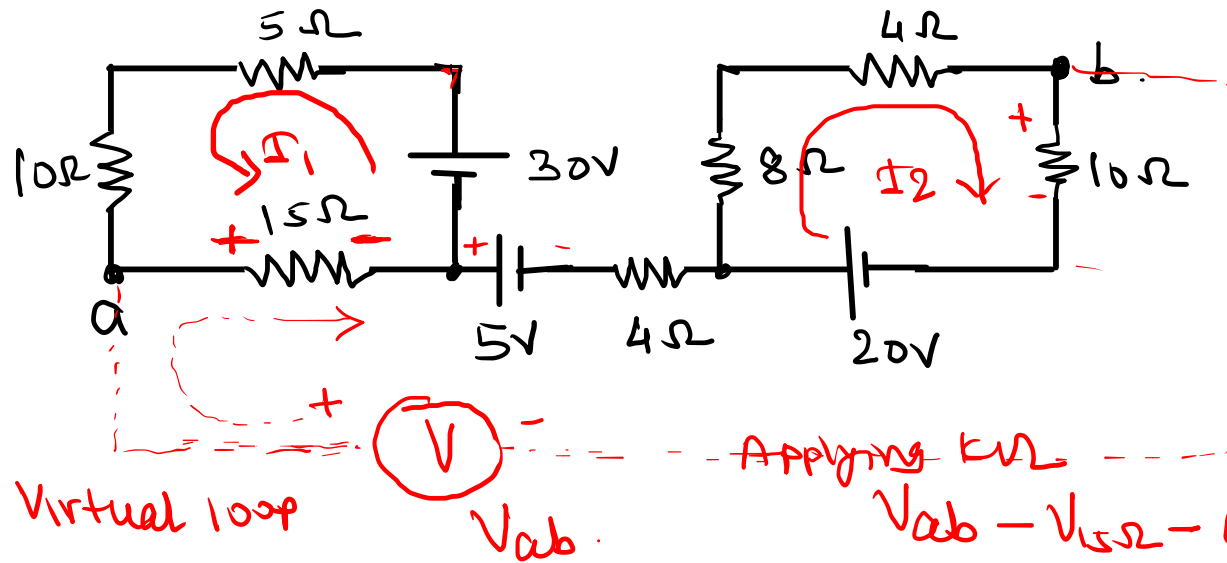 5Ω 4Ω
b.
10Ω I1 30V 8Ω I2 10Ω
+ -
15Ω
+ - + -
a
5V 4Ω 20V
+ -
V
Applying KVL
Virtual loop
Vab.
Vab - V15Ω -